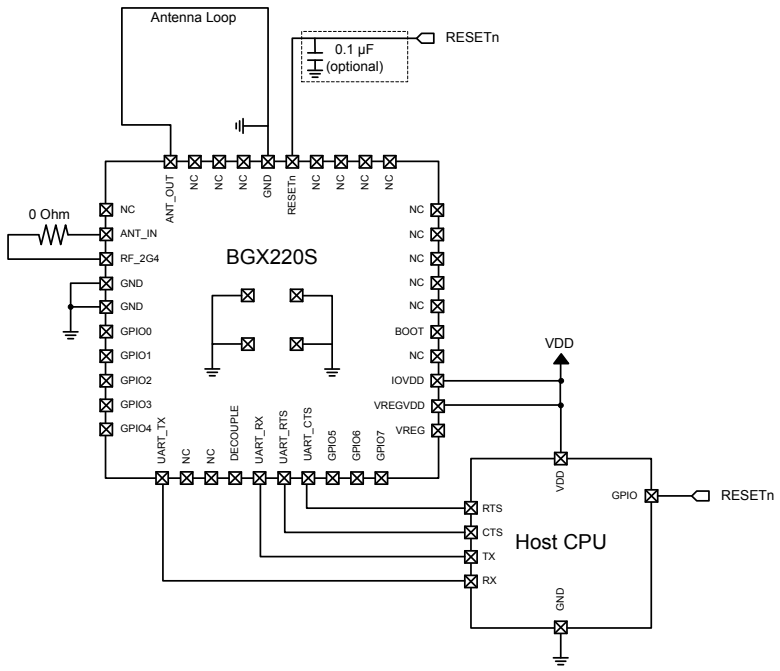 Antenna Loop
RESETn
0.1 µF
(optional)
ANT_OUT
NC
NC
NC
GND
RESETn
NC
NC
NC
NC
0 Ohm
NC
ANT_IN
RF_2G4
GND
GND
GPIO0
GPIO1
GPIO2
GPIO3
GPIO4
BGX220S
NC
NC
NC
NC
NC
BOOT
NC
IOVDD
VREGVDD
VREG
VDD
UART_TX
NC
NC
DECOUPLE
UART_RX
UART_RTS
UART_CTS
GPIO5
GPIO6
GPIO7
VDD
GPIO
RESETn
RTS
CTS
TX
RX
Host CPU
GND